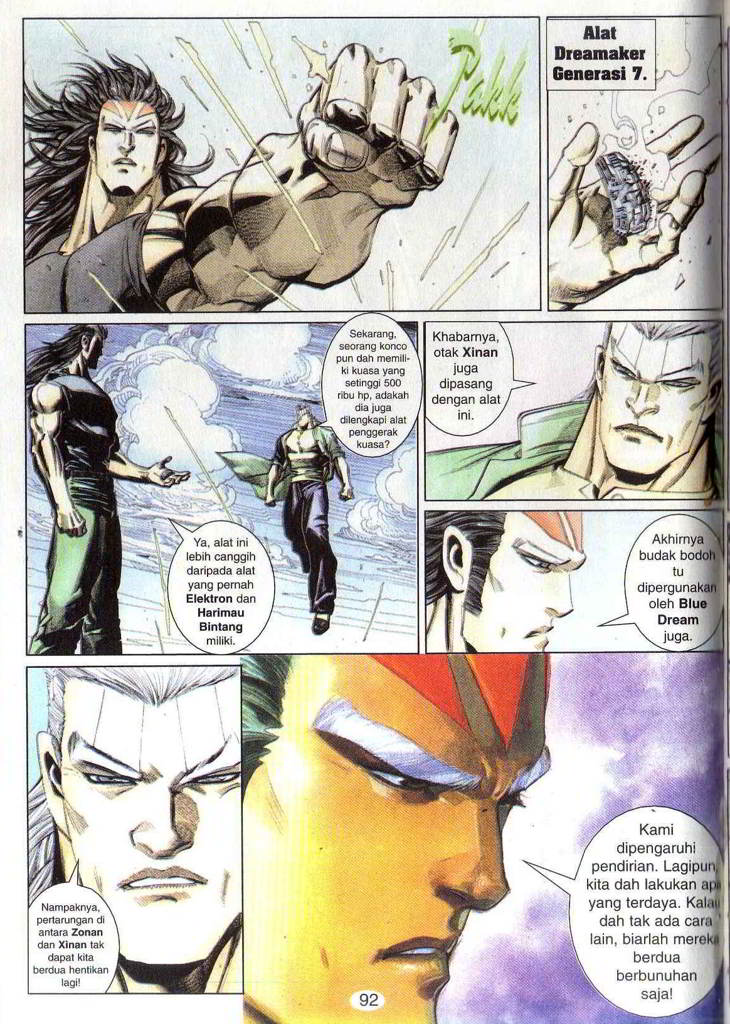 Pakk
Alat
Dreamaker
Generasi 7.
Sekarang,
seorang konco
pun dah memili-
ki kuasa yang
setinggi 500
ribu hp, adakah
dia juga
dilengkapi alat
penggerak
kuasa?
Ya, alat ini
lebih canggih
daripada alat
yang pernah
Elektron dan
Harimau
Bintang
miliki.
Khabarnya,
otak Xinan
juga
dipasang
dengan alat
ini.
Akhirnya
budak bodoh
tu
dipergunakan
oleh Blue
Dream
juga.
Nampaknya,
pertarungan di
antara Zonan
dan Xinan tak
dapat kita
berdua hentikan
lagi!
Kami
dipengaruhi
pendirian. Lagipun,
kita dah lakukan apa
yang terdaya. Kalau
dah tak ada cara
lain, biarlah mereka
berdua
berbunuhan
saja!
92